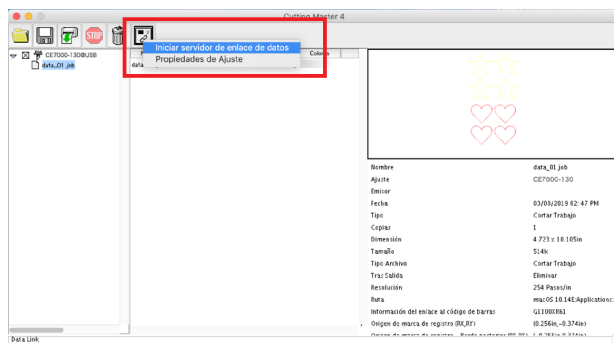 Cutting Master 4
STOP
Iniciar servidor de enlace de datos
Propiedades de Ajuste
Column
CE7000-130@USB
data_01.job
Nombre data_01 job
Ajuste CE7000-130
Emisor
Fecha 03/08/2019 02: 47 PM
Tipo Cortar Trabajo
Copias 1
Dimensión 4.723 x 10.105in
Tamaño 514k
Tipo Archivo Cortar Trabajo
Tras Salida Eliminar
Resolución 254 Pasos/in
Ruta macOS 10.14E:Applications:
Información del enlace al código de barras G1100XR61
Origen de marca de registro (RX,RY) (0.256in,-0.374in)
Data Link